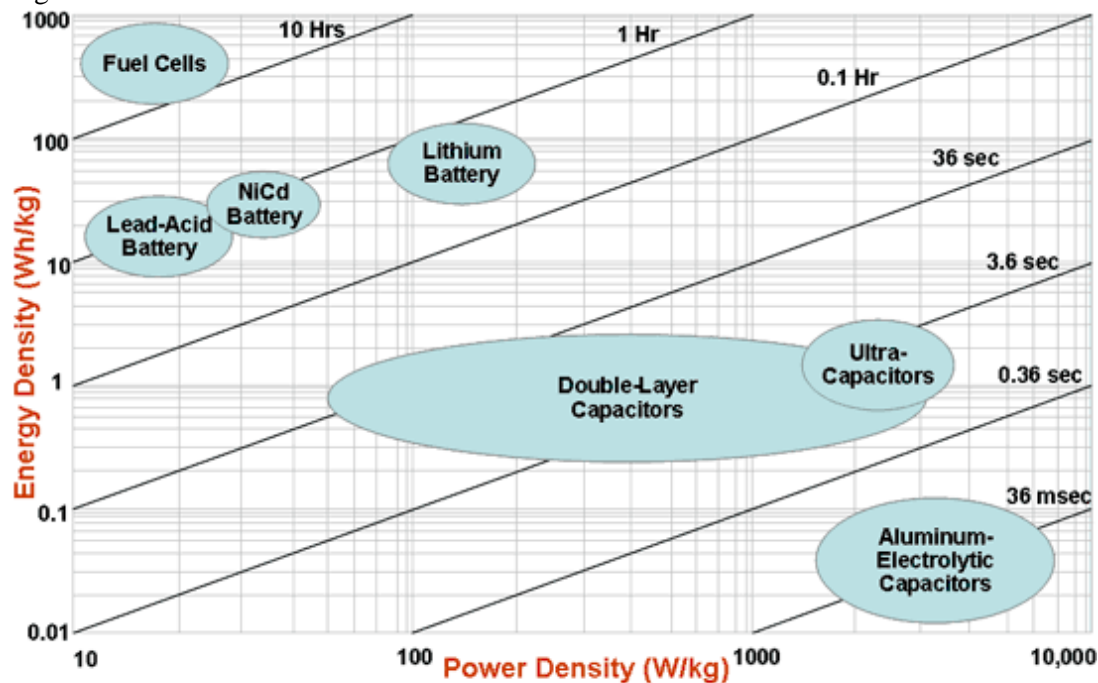 1000
10 Hrs
1 Hr
Fuel Cells
0.1 Hr
100
Lithium
Battery
36 sec
NiCd
Battery
Lead-Acid
Battery
10
3.6 sec
Ultra-
Capacitors
0.36 sec
1
Double-Layer
Capacitors
36 msec
0.1
Aluminum-
Electrolytic
Capacitors
0.01
Energy Density (Wh/kg)
10
100
1000
10,000
Power Density (W/kg)